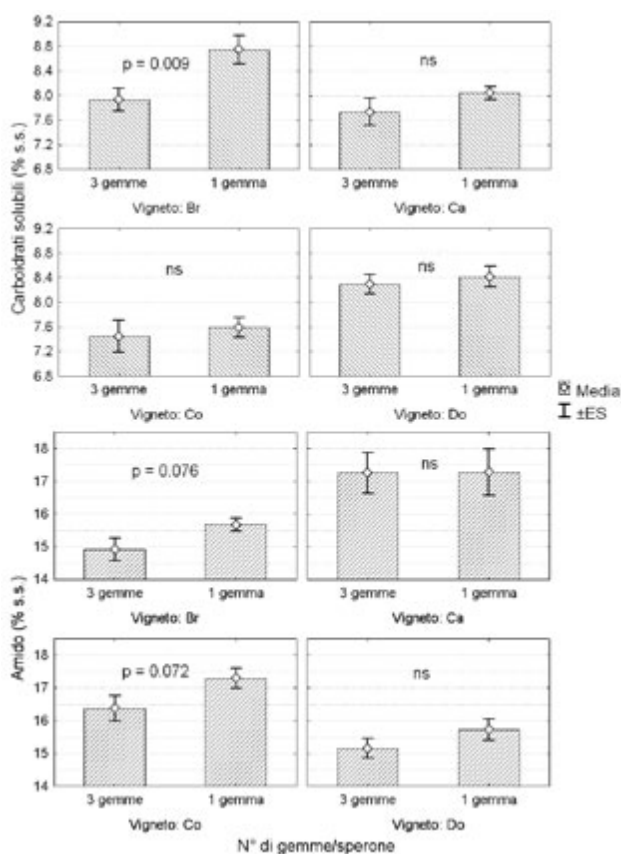 Carboidrati solubili (% s.s.)
9.2
8.8
8.4
8.0
7.6
7.2
6.8
p = 0.009
3 gemme 1 gemma
Vigneto: Br
ns
3 gemme 1 gemma
Vigneto: Ca
9.2
8.8
8.4
8.0
7.6
7.2
6.8
ns
3 gemme 1 gemma
Vigneto: Co
ns
3 gemme 1 gemma
Vigneto: Do
Media
±ES
Amido (% s.s.)
18
17
16
15
14
p = 0.076
3 gemme 1 gemma
Vigneto: Br
ns
3 gemme 1 gemma
Vigneto: Ca
18
17
16
15
14
p = 0.072
3 gemme 1 gemma
Vigneto: Co
ns
3 gemme 1 gemma
Vigneto: Do
N° di gemme/sperone